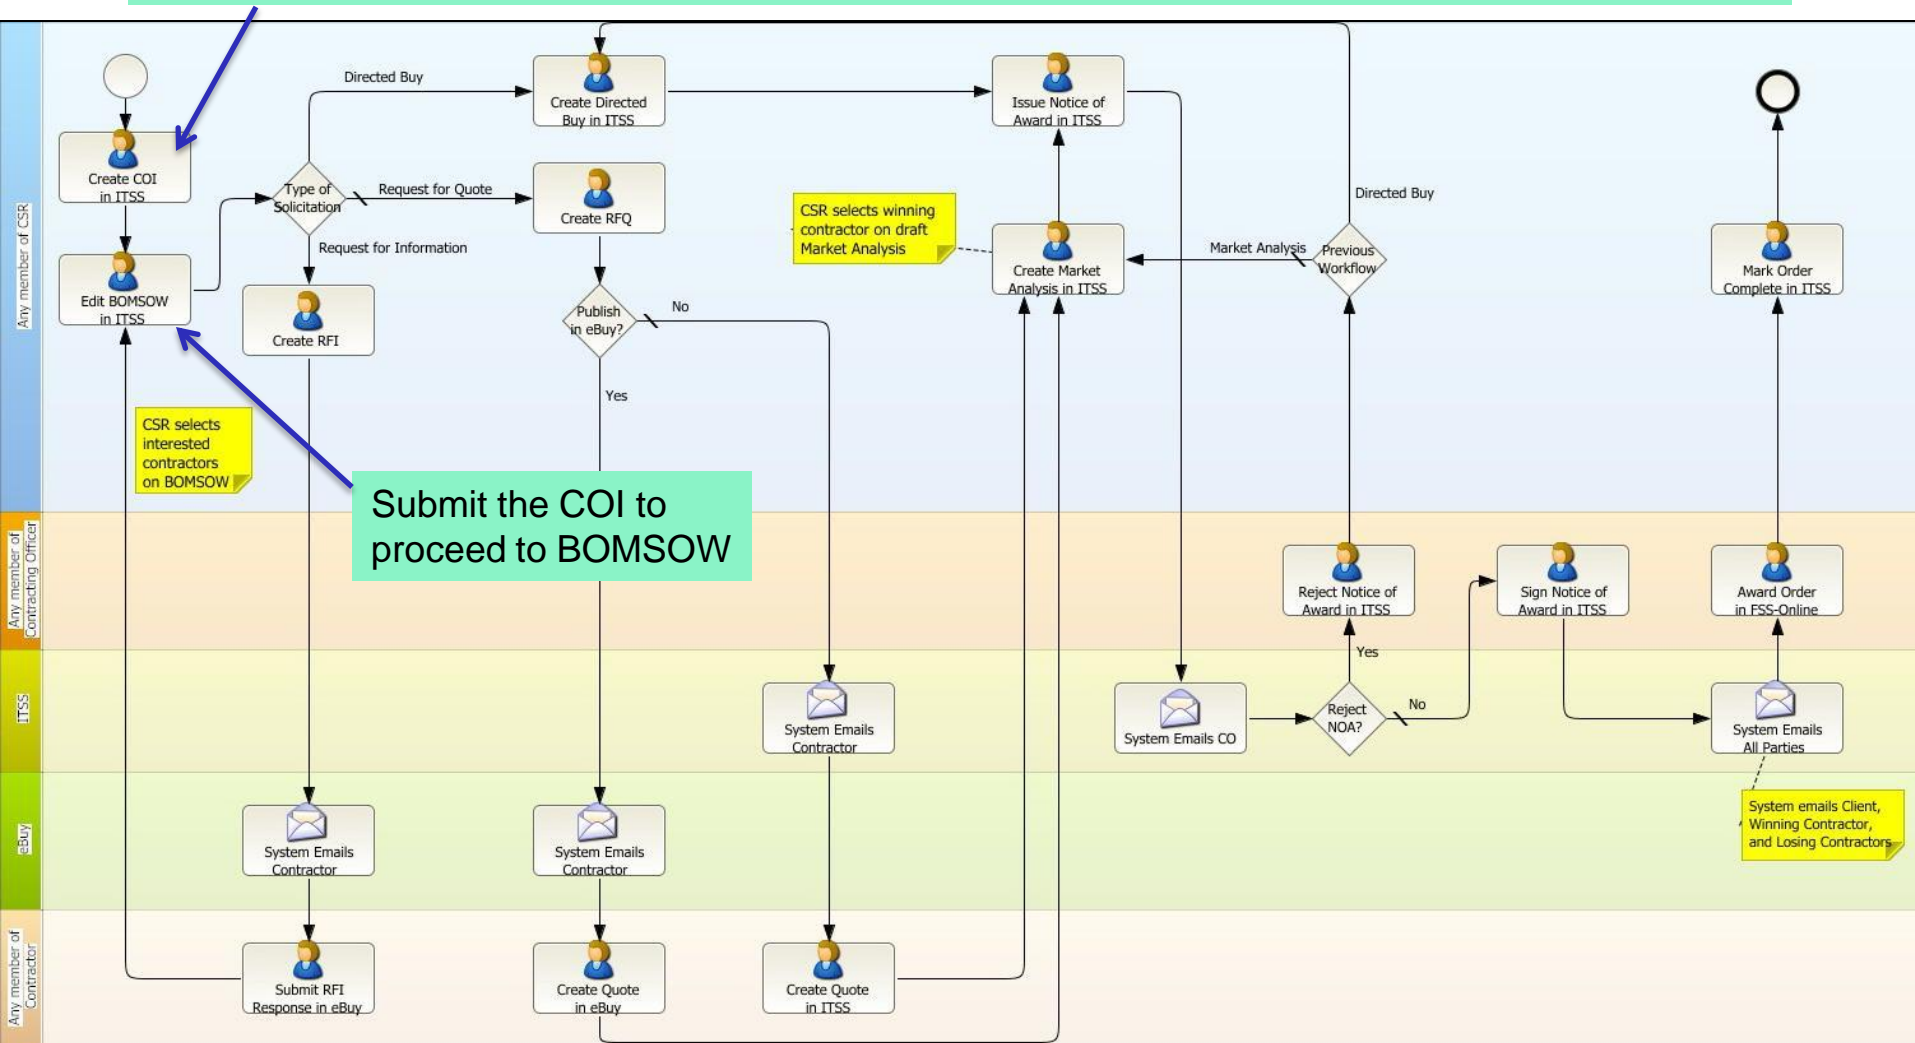 Any member of CSR
Create COI
in ITSS
Edit BOMSOW
in ITSS
CSR selects
interested
contractors
on BOMSOW
Type of
Solicitation
Directed Buy
Request for Quote
Request for Information
Create RFI
Create Directed
Buy in ITSS
Create RFQ
Publish
in eBuy?
No
Yes
Submit the COI to
proceed to BOMSOW
CSR selects winning
contractor on draft
Market Analysis
Issue Notice of
Award in ITSS
Create Market
Analysis in ITSS
Market Analysis
Previous
Workflow
Directed Buy
Mark Order
Complete in ITSS
Any member of
Contracting Officer
Reject Notice of
Award in ITSS
Sign Notice of
Award in ITSS
Award Order
in FSS-Online
ITSS
System Emails
Contractor
System Emails CO
Reject
NOA?
Yes
No
System Emails
All Parties
eBuy
System Emails
Contractor
System Emails
Contractor
System emails Client,
Winning Contractor,
and Losing Contractors
Any member of
Contractor
Submit RFI
Response in eBuy
Create Quote
in eBuy
Create Quote
in ITSS